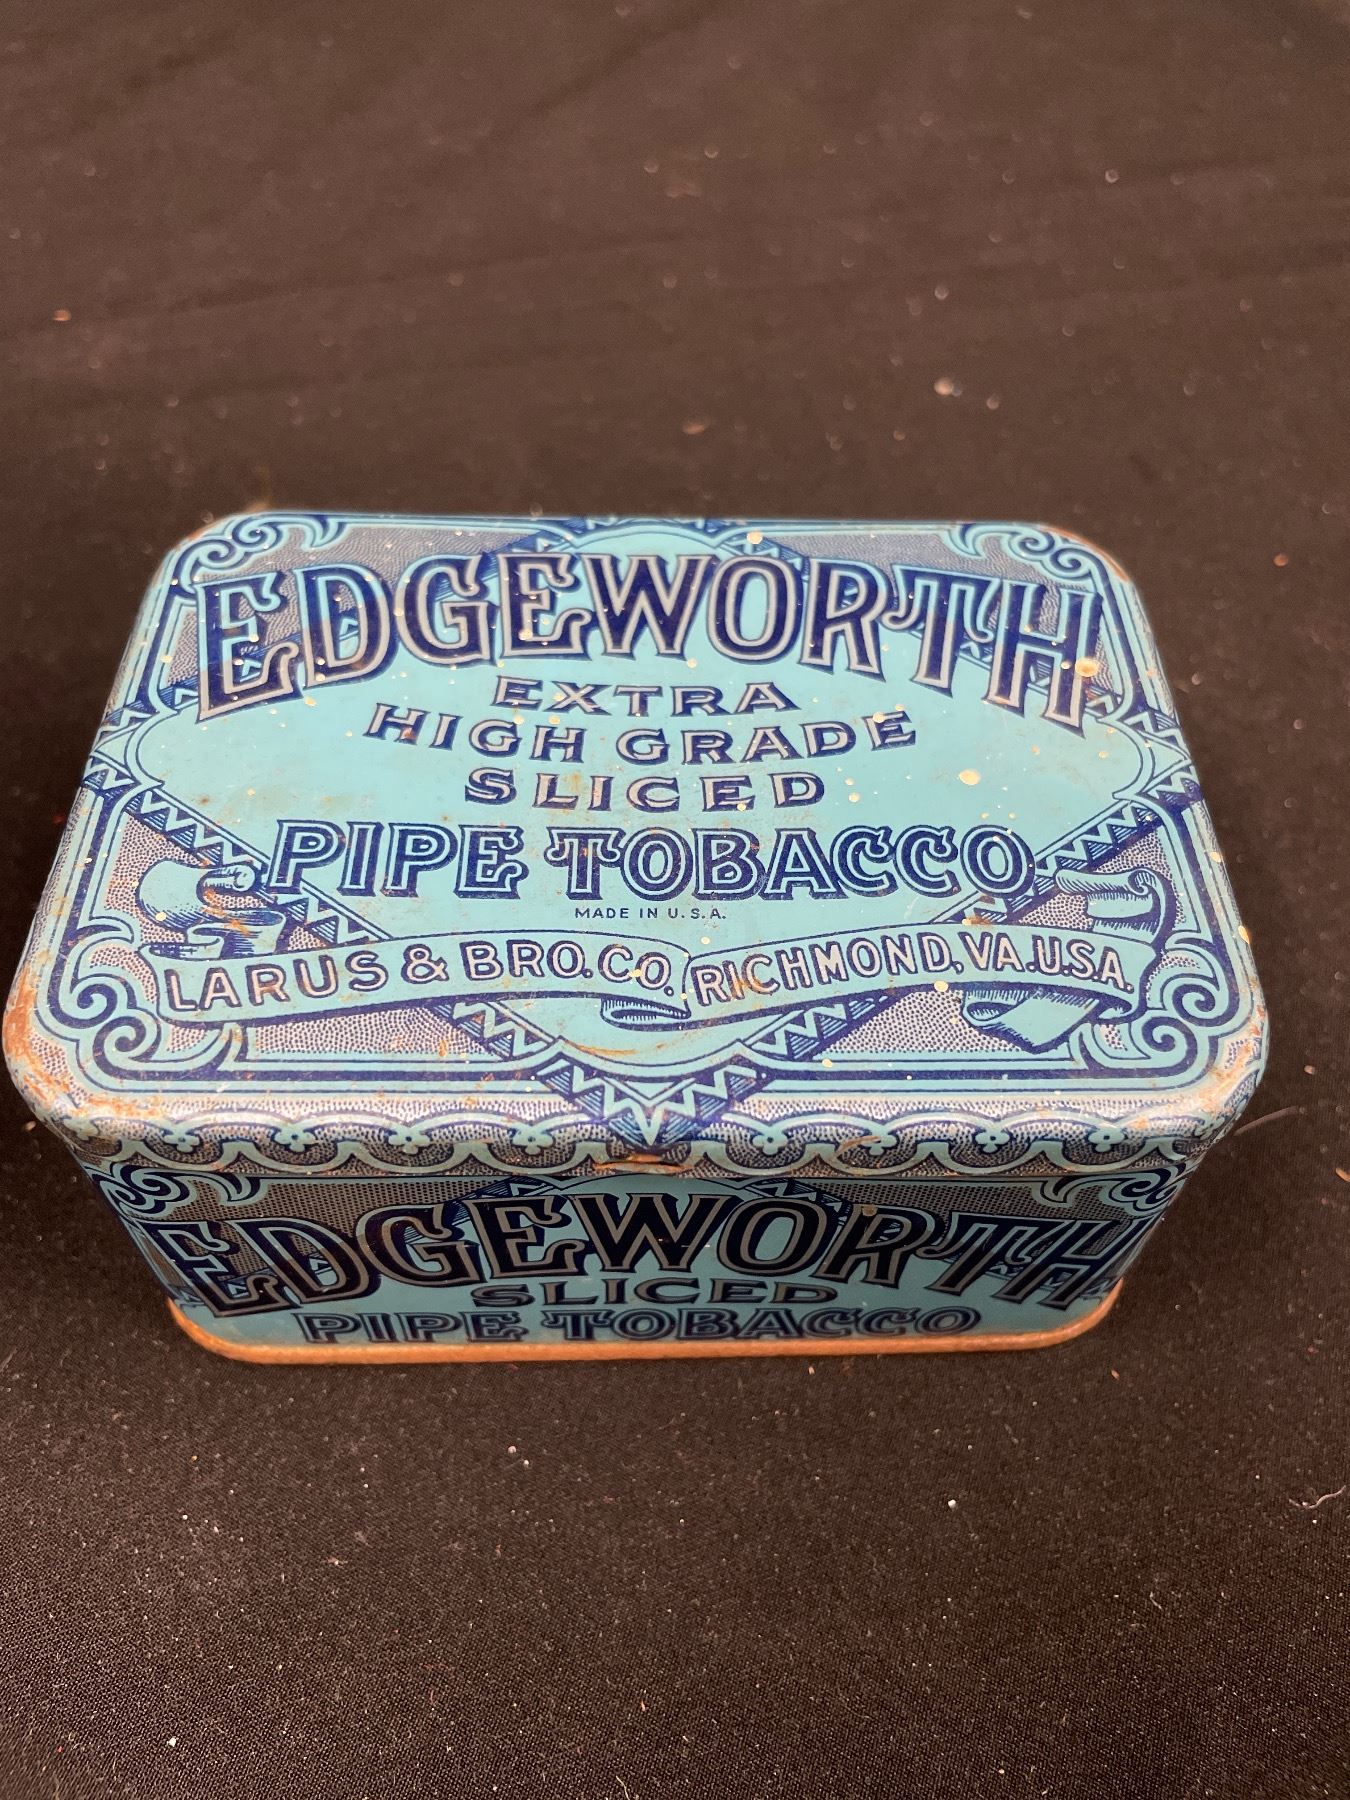 EDGEWORTH
EXTRA
HIGH GRADE
SLICED
PIPE TOBACCO
MADE IN U.S.A.
LARUS & BRO. CO. RICHMOND, VA. U.S.A.
EDGEWORTH
SLICED
PIPE TOBACCO